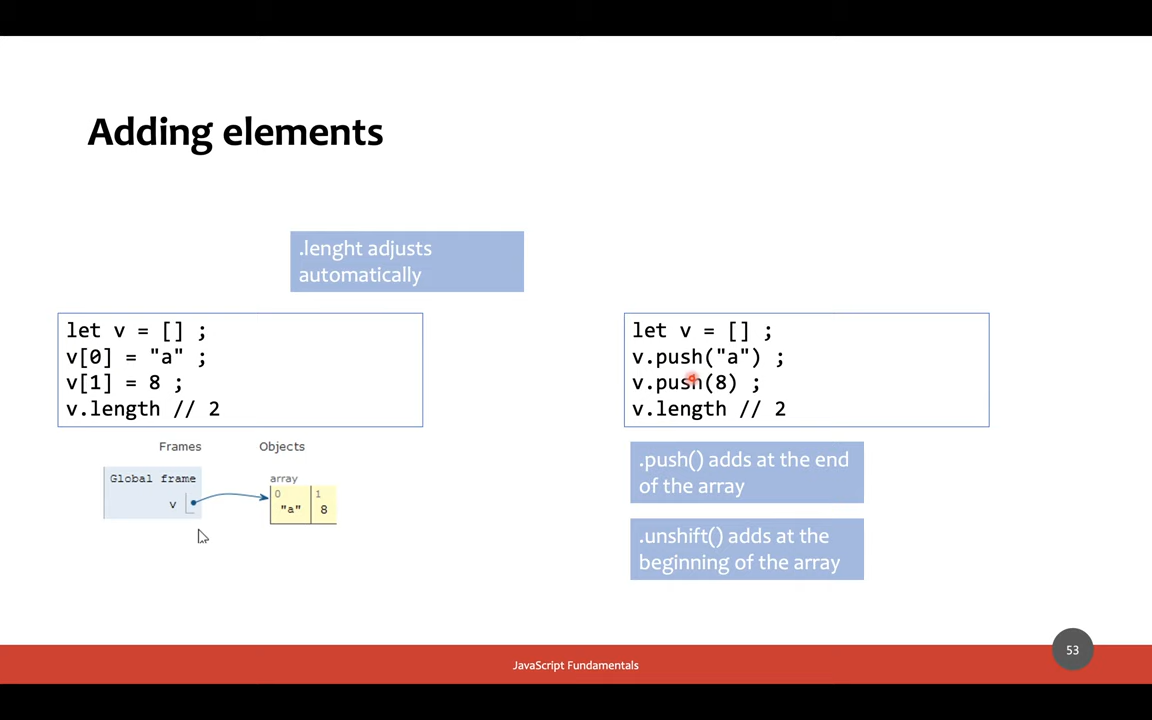 Adding elements
.lenght adjusts
automatically
let v = [] ;
v[0] = "a" ;
v[1] = 8 ;
v.length // 2
Frames Objects
Global frame
v
array
0 1
"a" 8
let v = [] ;
v.push("a") ;
v.push(8) ;
v.length // 2
.push() adds at the end
of the array
.unshift() adds at the
beginning of the array
JavaScript Fundamentals
53